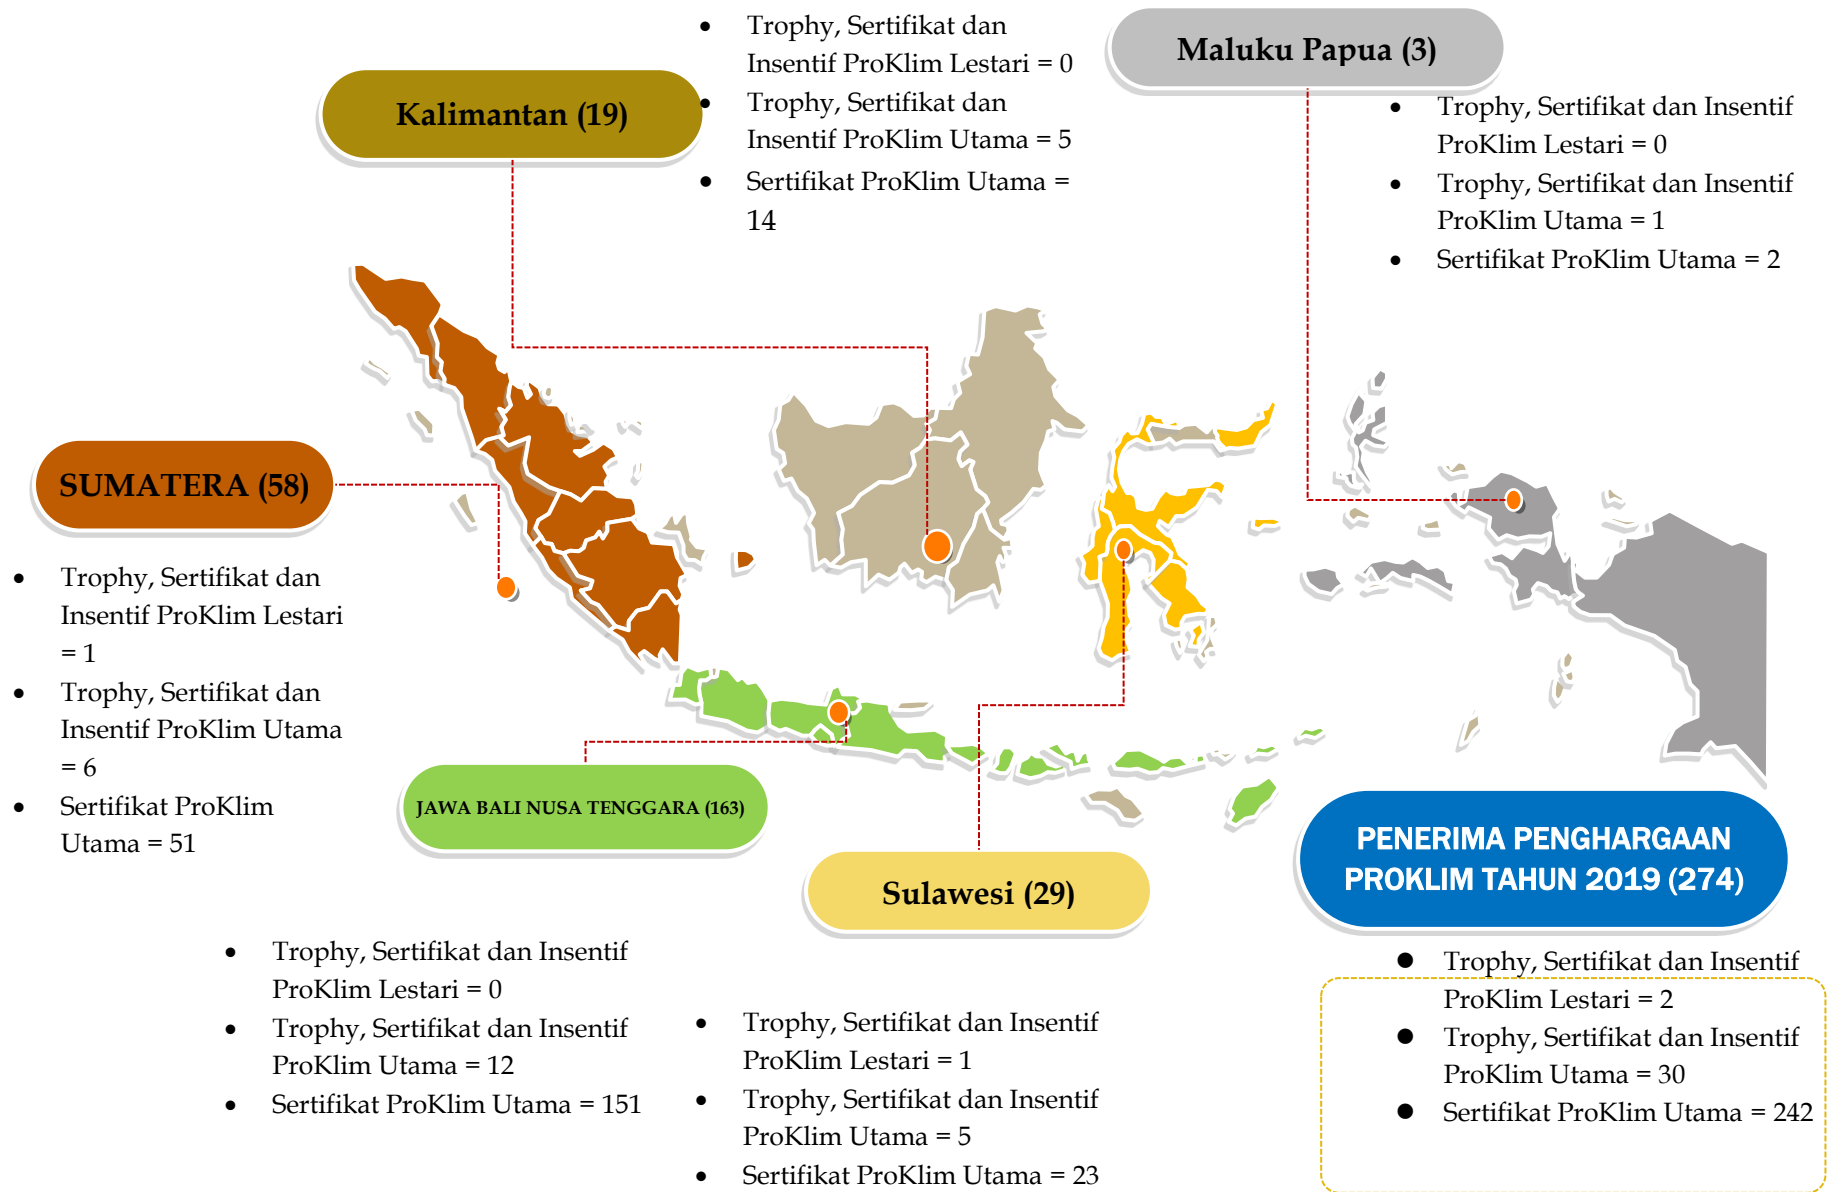 • Trophy, Sertifikat dan
Insentif ProKlim Lestari = 0
• Trophy, Sertifikat dan
Insentif ProKlim Utama = 5
• Sertifikat ProKlim Utama =
14
Kalimantan (19)
Maluku Papua (3)
• Trophy, Sertifikat dan Insentif
ProKlim Lestari = 0
• Trophy, Sertifikat dan Insentif
ProKlim Utama = 1
• Sertifikat ProKlim Utama = 2
SUMATERA (58)
• Trophy, Sertifikat dan
Insentif ProKlim Lestari
= 1
• Trophy, Sertifikat dan
Insentif ProKlim Utama
= 6
• Sertifikat ProKlim
Utama = 51
JAWA BALI NUSA TENGGARA (163)
• Trophy, Sertifikat dan Insentif
ProKlim Lestari = 0
• Trophy, Sertifikat dan Insentif
ProKlim Utama = 12
• Sertifikat ProKlim Utama = 151
Sulawesi (29)
• Trophy, Sertifikat dan Insentif
ProKlim Lestari = 1
• Trophy, Sertifikat dan Insentif
ProKlim Utama = 5
• Sertifikat ProKlim Utama = 23
PENERIMA PENGHARGAAN
PROKLIM TAHUN 2019 (274)
● Trophy, Sertifikat dan Insentif
ProKlim Lestari = 2
● Trophy, Sertifikat dan Insentif
ProKlim Utama = 30
● Sertifikat ProKlim Utama = 242